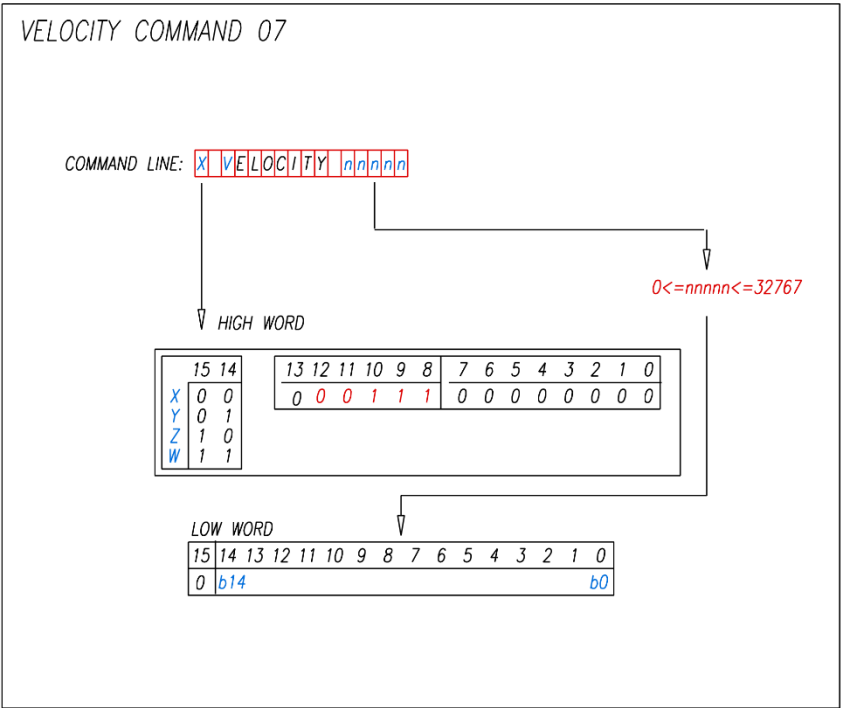 VELOCITY COMMAND 07
COMMAND LINE: X VELOCITY nnnnn
0<=nnnnn<=32767
HIGH WORD
15 14 13 12 11 10 9 8 7 6 5 4 3 2 1 0
X 0 0 0 0 0 1 1 1 0 0 0 0 0 0 0 0
Y 0 1
Z 1 0
W 1 1
LOW WORD
15 14 13 12 11 10 9 8 7 6 5 4 3 2 1 0
0 b14 b0